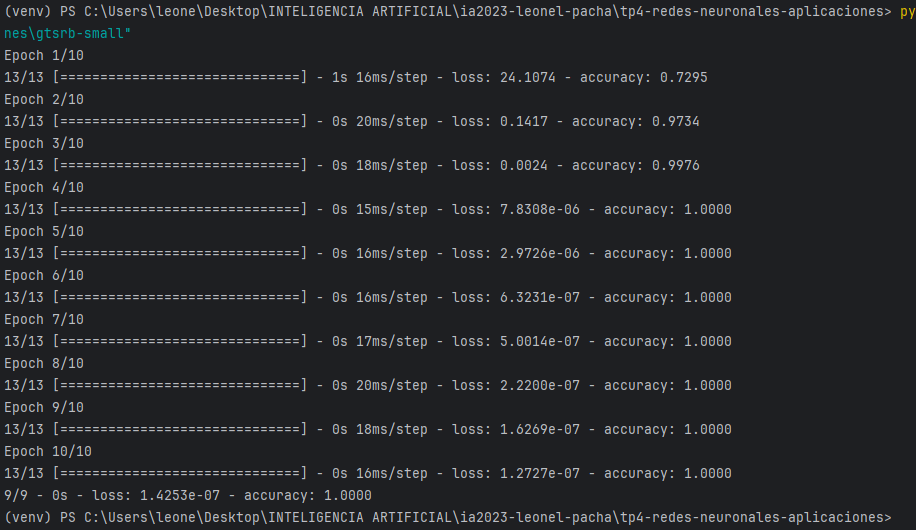 (venv) PS C:\Users\leone\Desktop\INTELIGENCIA ARTIFICIAL\ia2023-leonel-pacha\tp4-redes-neuronales-aplicaciones> py
nes\gtsrb-small"
Epoch 1/10
13/13 [==============================] - 1s 16ms/step - loss: 24.1074 - accuracy: 0.7295
Epoch 2/10
13/13 [==============================] - 0s 20ms/step - loss: 0.1417 - accuracy: 0.9734
Epoch 3/10
13/13 [==============================] - 0s 18ms/step - loss: 0.0024 - accuracy: 0.9976
Epoch 4/10
13/13 [==============================] - 0s 15ms/step - loss: 7.8308e-06 - accuracy: 1.0000
Epoch 5/10
13/13 [==============================] - 0s 16ms/step - loss: 2.9726e-06 - accuracy: 1.0000
Epoch 6/10
13/13 [==============================] - 0s 16ms/step - loss: 6.3231e-07 - accuracy: 1.0000
Epoch 7/10
13/13 [==============================] - 0s 17ms/step - loss: 5.0014e-07 - accuracy: 1.0000
Epoch 8/10
13/13 [==============================] - 0s 20ms/step - loss: 2.2200e-07 - accuracy: 1.0000
Epoch 9/10
13/13 [==============================] - 0s 18ms/step - loss: 1.6269e-07 - accuracy: 1.0000
Epoch 10/10
13/13 [==============================] - 0s 16ms/step - loss: 1.2727e-07 - accuracy: 1.0000
9/9 - 0s - loss: 1.4253e-07 - accuracy: 1.0000
(venv) PS C:\Users\leone\Desktop\INTELIGENCIA ARTIFICIAL\ia2023-leonel-pacha\tp4-redes-neuronales-aplicaciones>